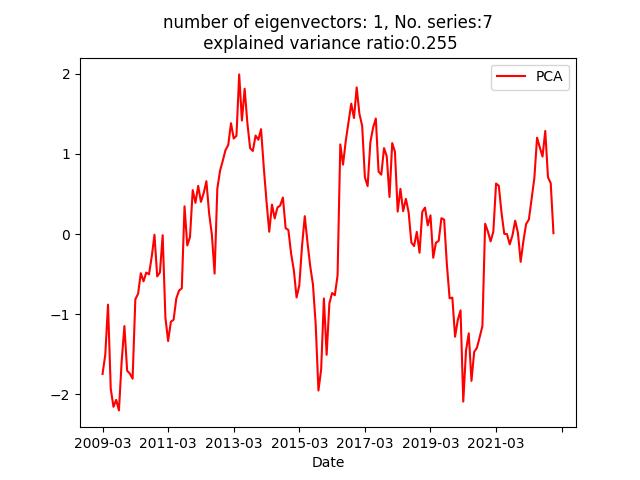 number of eigenvectors: 1, No. series:7
explained variance ratio:0.255
PCA
2
1
0
−1
−2
2009-03 2011-03 2013-03 2015-03 2017-03 2019-03 2021-03
Date